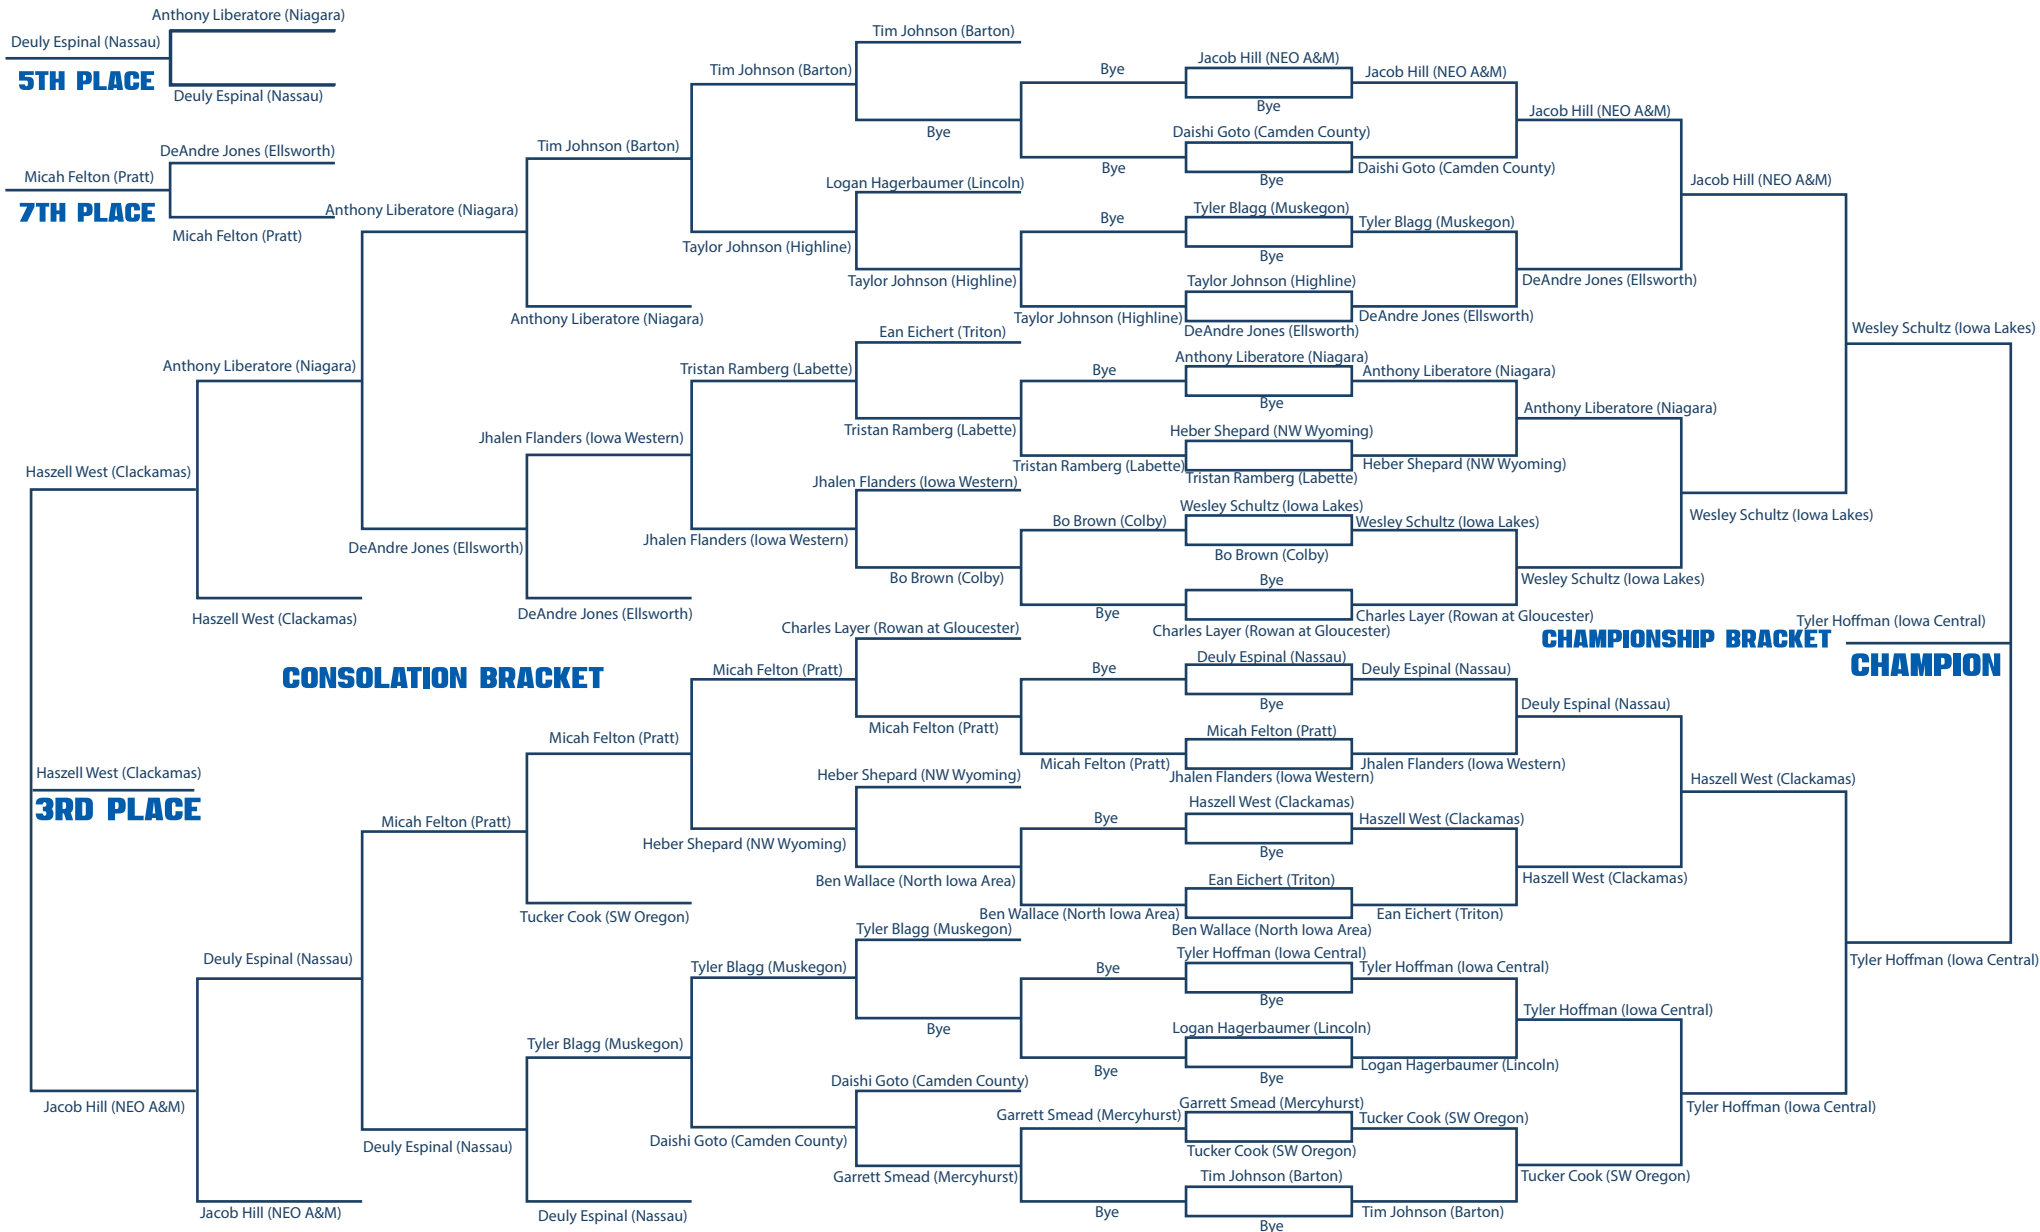 Anthony Liberatore (Niagara)
Deuly Espinal (Nassau)
5TH PLACE
Deuly Espinal (Nassau)
DeAndre Jones (Ellsworth)
Micah Felton (Pratt)
7TH PLACE
Micah Felton (Pratt)
Haszell West (Clackamas)
Haszell West (Clackamas)
3RD PLACE
Jacob Hill (NEO A&M)
Anthony Liberatore (Niagara)
Haszell West (Clackamas)
CONSOLATION BRACKET
Deuly Espinal (Nassau)
Jacob Hill (NEO A&M)
Anthony Liberatore (Niagara)
DeAndre Jones (Ellsworth)
Micah Felton (Pratt)
Deuly Espinal (Nassau)
Tim Johnson (Barton)
Anthony Liberatore (Niagara)
Jhalen Flanders (Iowa Western)
DeAndre Jones (Ellsworth)
Micah Felton (Pratt)
Tucker Cook (SW Oregon)
Tyler Blagg (Muskegon)
Deuly Espinal (Nassau)
Tim Johnson (Barton)
Taylor Johnson (Highline)
Tristan Ramberg (Labette)
Jhalen Flanders (Iowa Western)
Micah Felton (Pratt)
Heber Shepard (NW Wyoming)
Tyler Blagg (Muskegon)
Daishi Goto (Camden County)
Tim Johnson (Barton)
Bye
Logan Hagerbaumer (Lincoln)
Taylor Johnson (Highline)
Ean Eichert (Triton)
Tristan Ramberg (Labette)
Jhalen Flanders (Iowa Western)
Bo Brown (Colby)
Charles Layer (Rowan at Gloucester)
Micah Felton (Pratt)
Heber Shepard (NW Wyoming)
Ben Wallace (North Iowa Area)
Tyler Blagg (Muskegon)
Bye
Daishi Goto (Camden County)
Garrett Smead (Mercyhurst)
Bye
Bye
Bye
Taylor Johnson (Highline)
Bye
Tristan Ramberg (Labette)
Bo Brown (Colby)
Bye
Bye
Micah Felton (Pratt)
Bye
Ben Wallace (North Iowa Area)
Bye
Bye
Garrett Smead (Mercyhurst)
Bye
Jacob Hill (NEO A&M)
Bye
Daishi Goto (Camden County)
Bye
Tyler Blagg (Muskegon)
Bye
Taylor Johnson (Highline)
DeAndre Jones (Ellsworth)
Anthony Liberatore (Niagara)
Bye
Heber Shepard (NW Wyoming)
Tristan Ramberg (Labette)
Wesley Schultz (Iowa Lakes)
Bo Brown (Colby)
Bye
Charles Layer (Rowan at Gloucester)
Deuly Espinal (Nassau)
Bye
Micah Felton (Pratt)
Jhalen Flanders (Iowa Western)
Haszell West (Clackamas)
Bye
Ean Eichert (Triton)
Ben Wallace (North Iowa Area)
Tyler Hoffman (Iowa Central)
Bye
Logan Hagerbaumer (Lincoln)
Bye
Garrett Smead (Mercyhurst)
Tucker Cook (SW Oregon)
Tim Johnson (Barton)
Bye
Jacob Hill (NEO A&M)
Daishi Goto (Camden County)
Tyler Blagg (Muskegon)
DeAndre Jones (Ellsworth)
Anthony Liberatore (Niagara)
Heber Shepard (NW Wyoming)
Wesley Schultz (Iowa Lakes)
Charles Layer (Rowan at Gloucester)
Deuly Espinal (Nassau)
Jhalen Flanders (Iowa Western)
Haszell West (Clackamas)
Ean Eichert (Triton)
Tyler Hoffman (Iowa Central)
Logan Hagerbaumer (Lincoln)
Tucker Cook (SW Oregon)
Tim Johnson (Barton)
Jacob Hill (NEO A&M)
DeAndre Jones (Ellsworth)
Anthony Liberatore (Niagara)
Wesley Schultz (Iowa Lakes)
Deuly Espinal (Nassau)
Haszell West (Clackamas)
Tyler Hoffman (Iowa Central)
Tucker Cook (SW Oregon)
Jacob Hill (NEO A&M)
Wesley Schultz (Iowa Lakes)
Haszell West (Clackamas)
Tyler Hoffman (Iowa Central)
Wesley Schultz (Iowa Lakes)
Tyler Hoffman (Iowa Central)
CHAMPIONSHIP BRACKET
Tyler Hoffman (Iowa Central)
CHAMPION